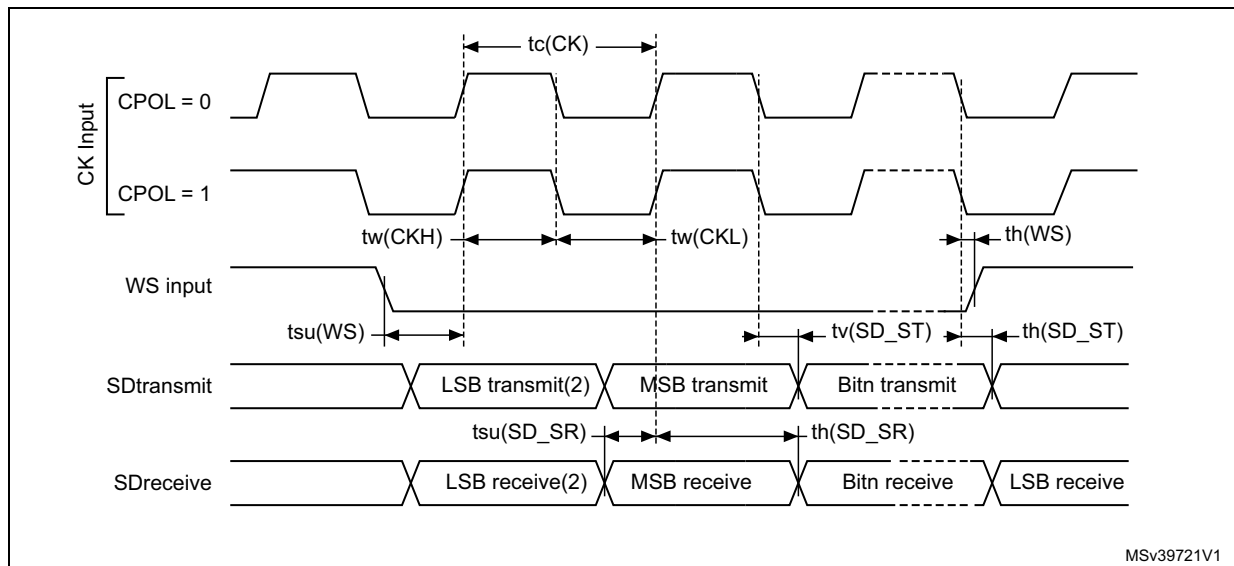 tc(CK)
CK Input
CPOL = 0
CPOL = 1
tw(CKH)
tw(CKL)
th(WS)
WS input
tsu(WS)
tv(SD_ST)
th(SD_ST)
SDtransmit
LSB transmit(2)
MSB transmit
Bitn transmit
tsu(SD_SR)
th(SD_SR)
SDreceive
LSB receive(2)
MSB receive
Bitn receive
LSB receive
MSv39721V1